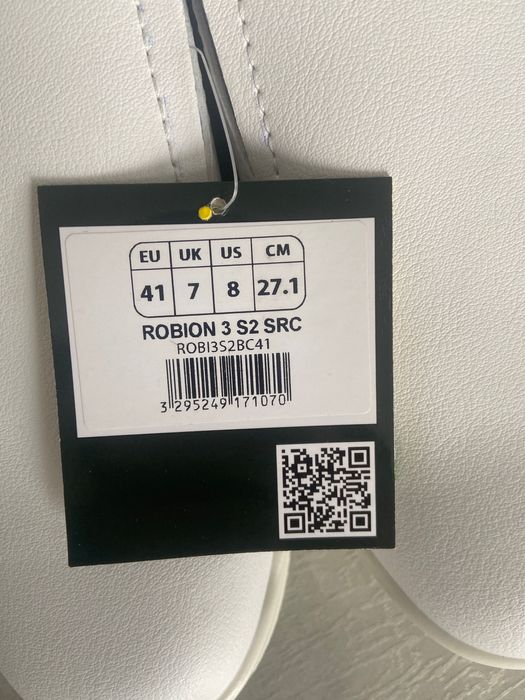 EU UK US CM
41 7 8 27.1
ROBION 3 S2 SRC
ROBI3S2BC41
3 295249 171070